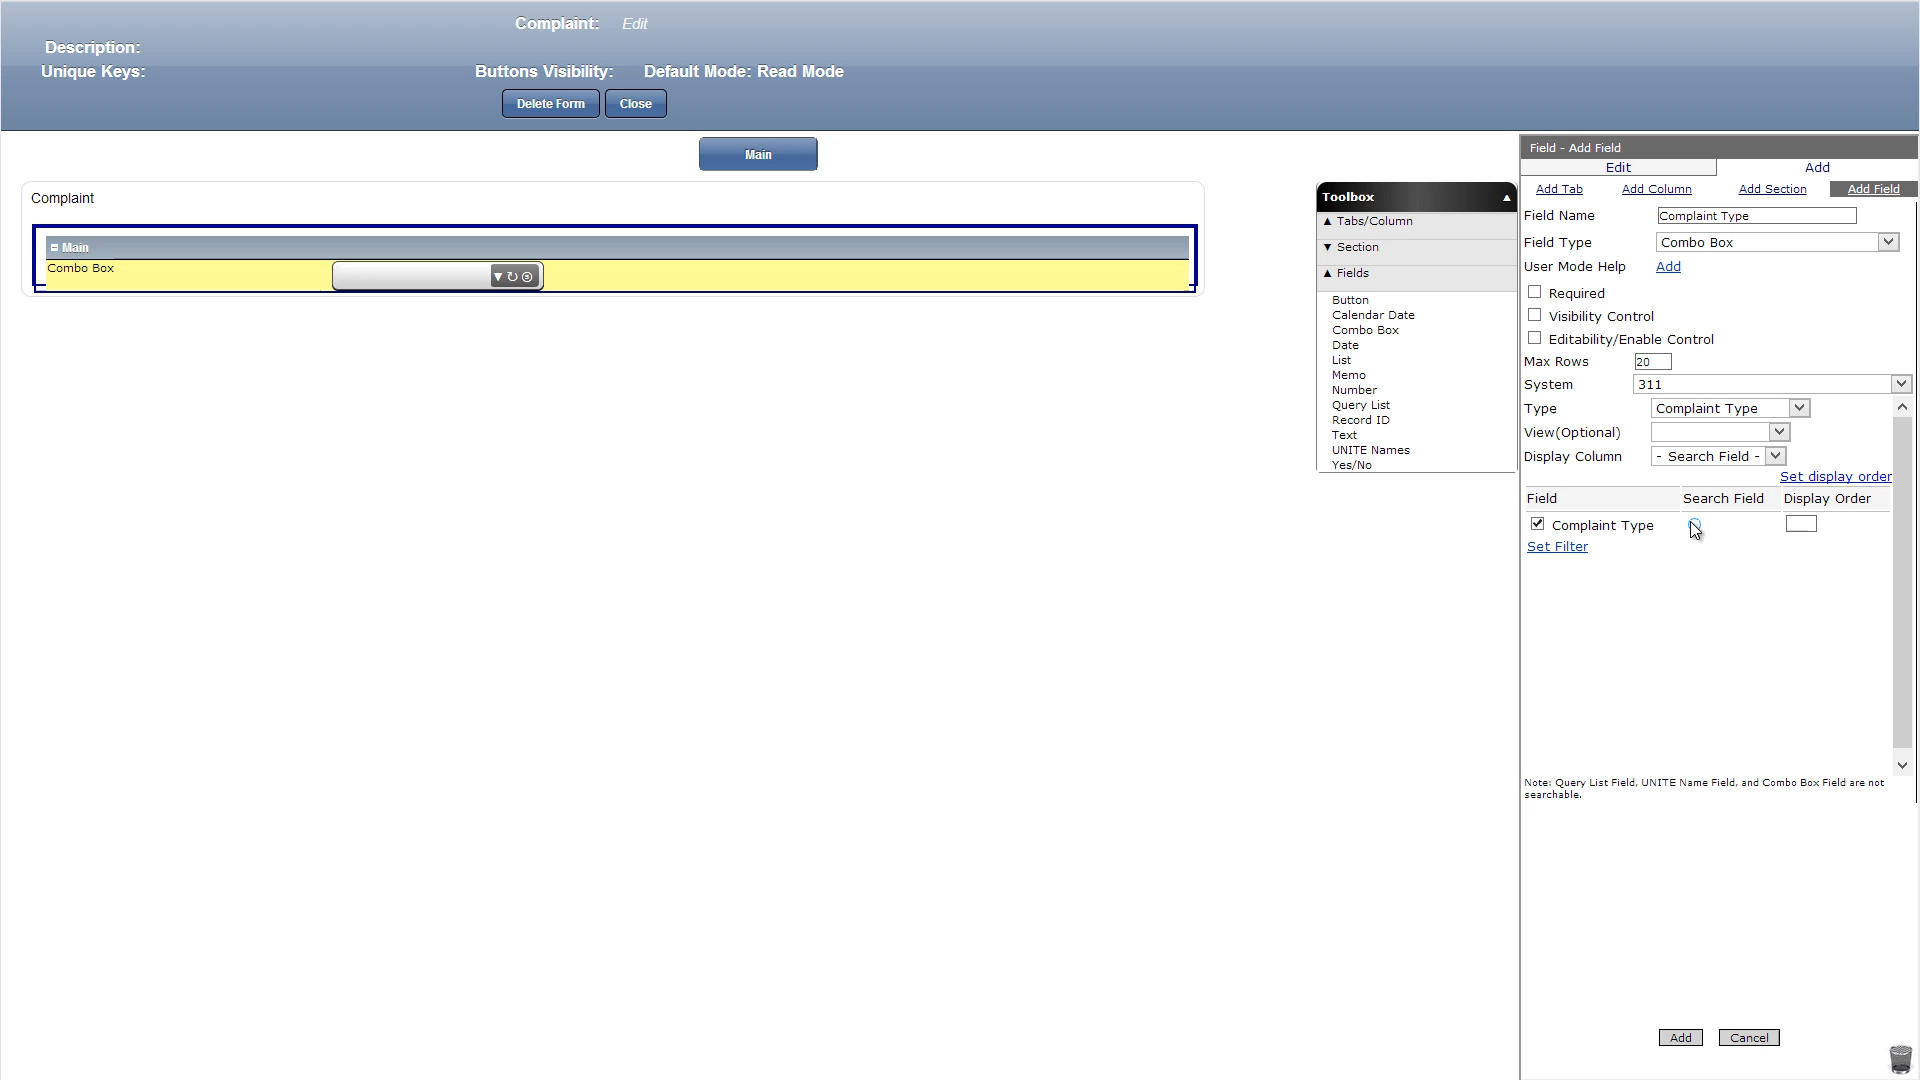 Complaint: Edit
Description:
Unique Keys:
Buttons Visibility: Default Mode: Read Mode
Delete Form Close
Main
Complaint
Main
Combo Box
Toolbox
Tabs/Column
Section
Fields
Button
Calendar Date
Combo Box
Date
List
Memo
Number
Query List
Record ID
Text
UNITE Names
Yes/No
Field - Add Field
Edit Add
Add Tab Add Column Add Section Add Field
Field Name Complaint Type
Field Type Combo Box
User Mode Help Add
Required
Visibility Control
Editability/Enable Control
Max Rows 20
System 311
Type Complaint Type
View(Optional)
Display Column - Search Field -
Set display order
Field Search Field Display Order
Complaint Type
Set Filter
Note: Query List Field, UNITE Name Field, and Combo Box Field are not
searchable.
Add Cancel